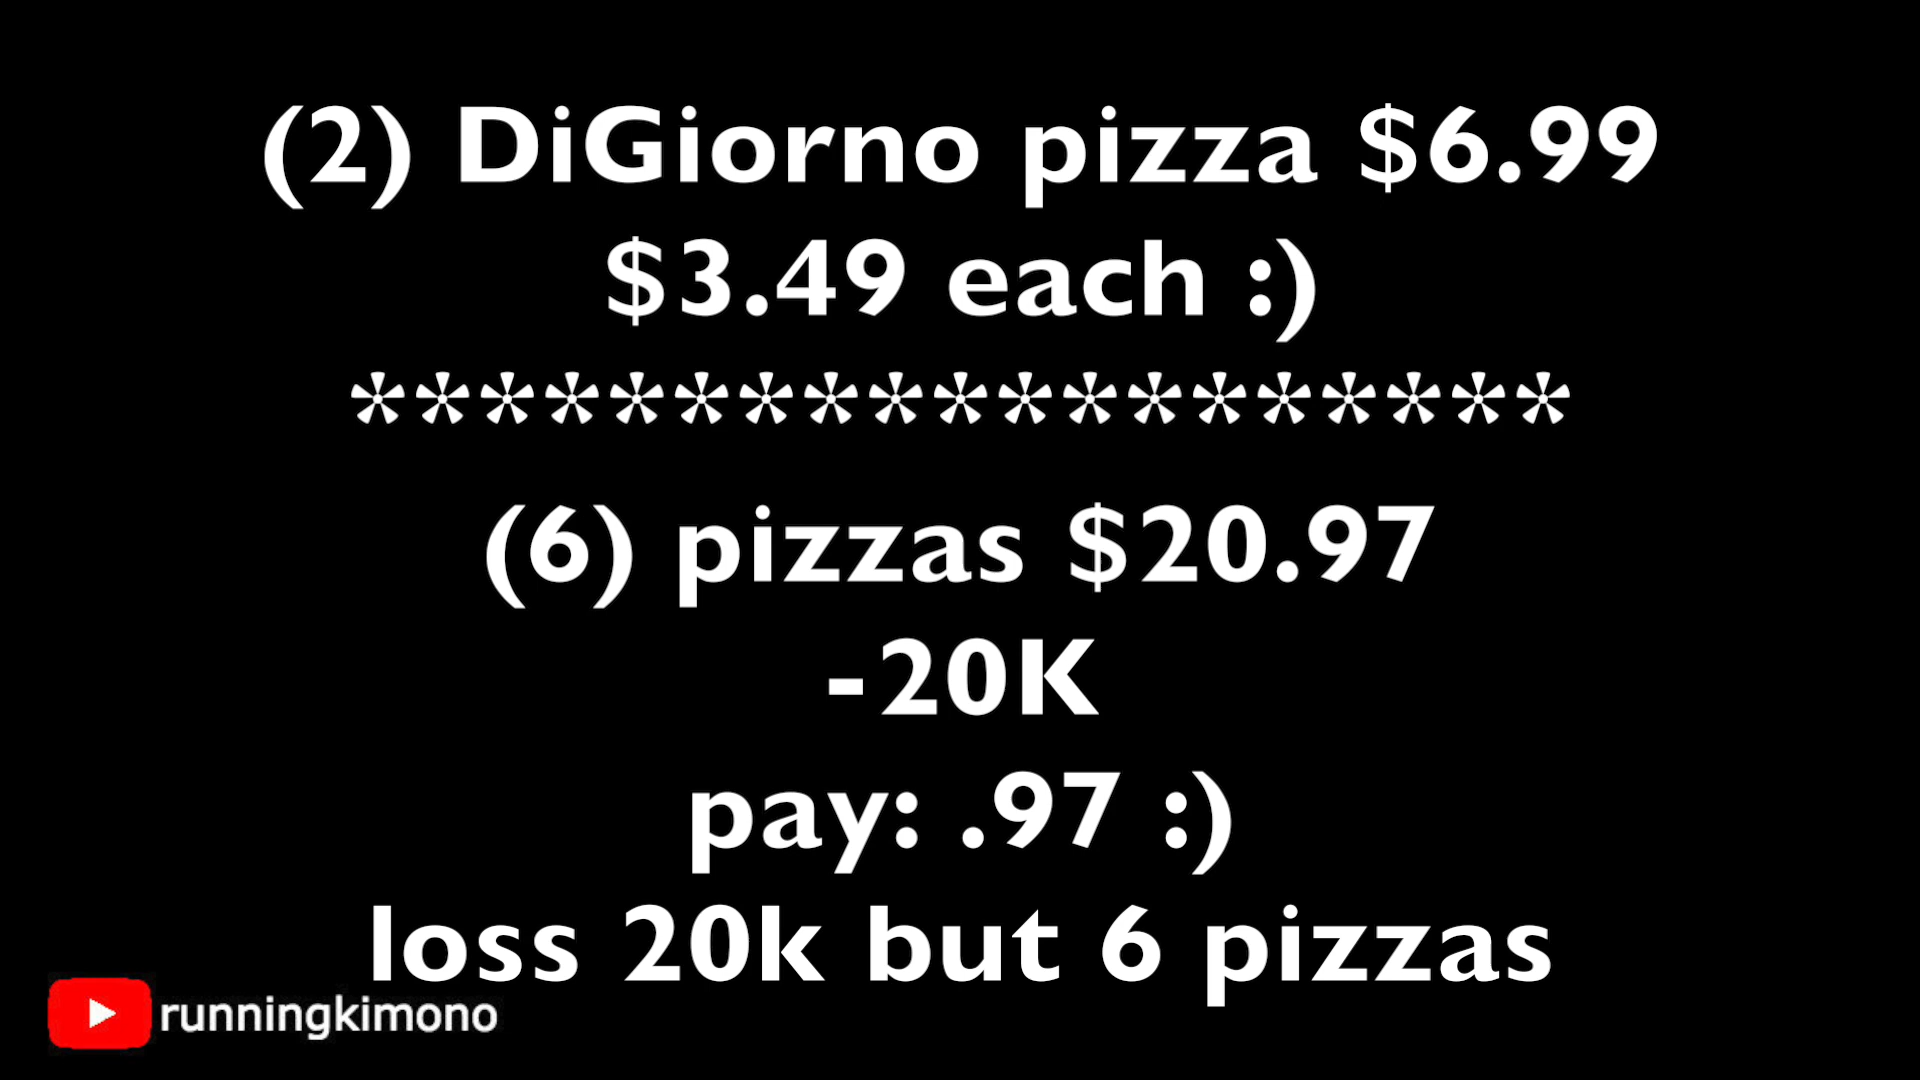 (2) DiGiorno pizza $6.99
$3.49 each :)
*******************
(6) pizzas $20.97
-20K
pay: .97 :)
loss 20k but 6 pizzas
runningkimono